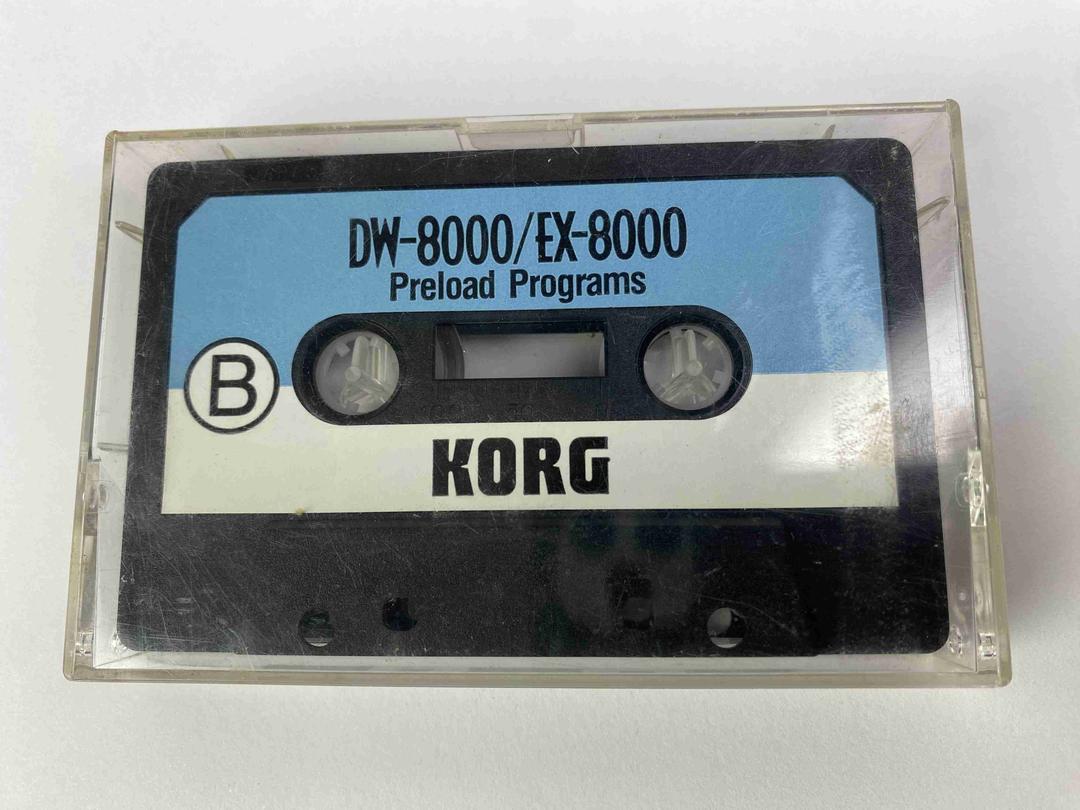 DW-8000/EX-8000
Preload Programs
B
KORG